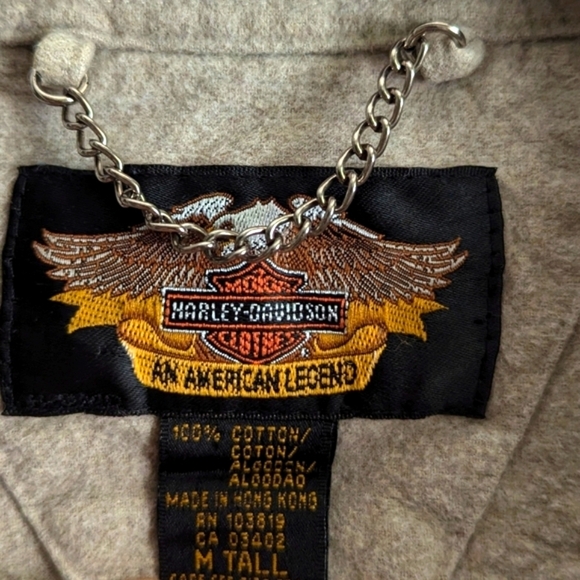 MOTOR
HARLEY-DAVIDSON
CLOTHES
®
AN AMERICAN LEGEND
100% COTTON/
COTON/
ALGODON/
ALGODAO
MADE IN HONG KONG
RN 103819
CA 03402
M TALL